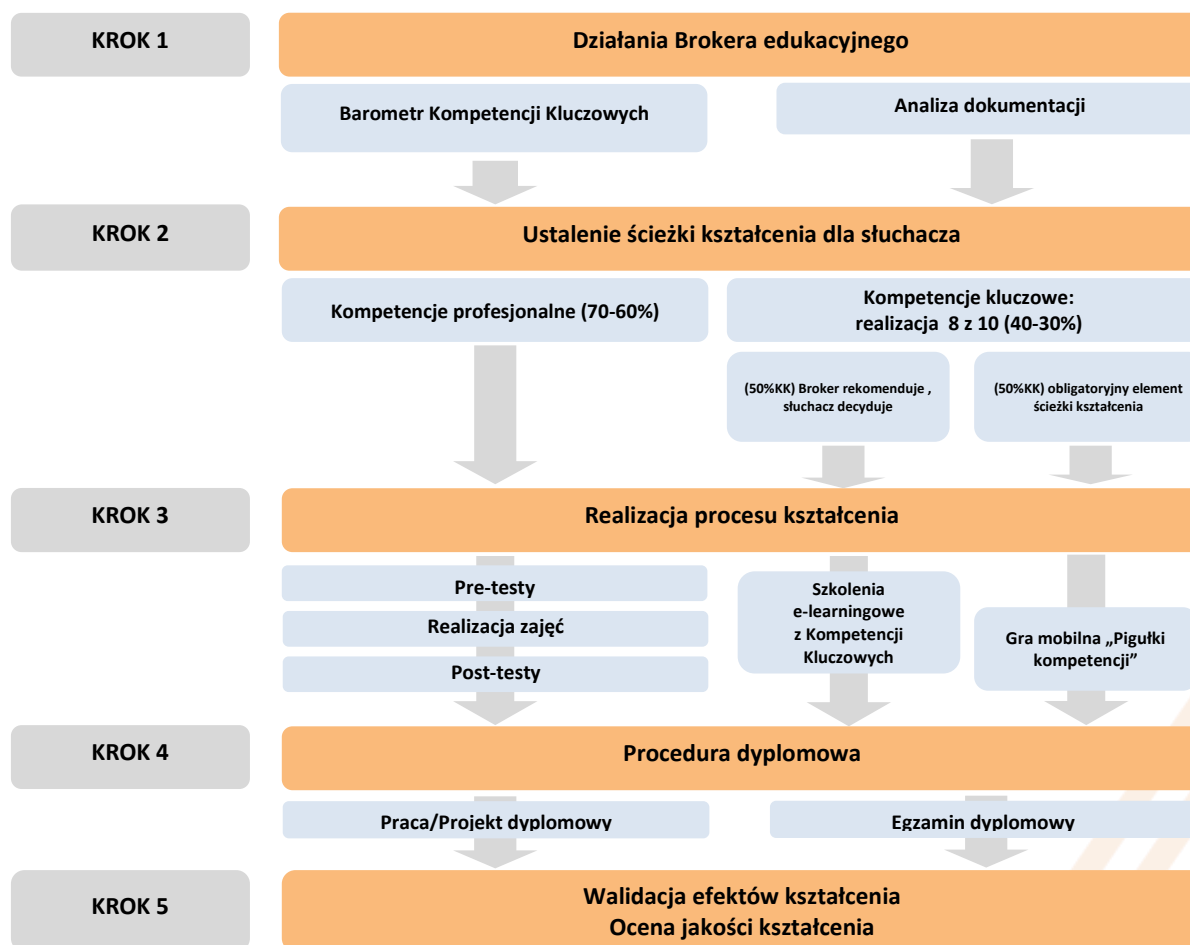 KROK 1
Działania Brokera edukacyjnego
Barometr Kompetencji Kluczowych
Analiza dokumentacji
KROK 2
Ustalenie ścieżki kształcenia dla słuchacza
Kompetencje profesjonalne (70-60%)
Kompetencje kluczowe:
realizacja 8 z 10 (40-30%)
(50%KK) Broker rekomenduje ,
słuchacz decyduje
(50%KK) obligatoryjny element
ścieżki kształcenia
KROK 3
Realizacja procesu kształcenia
Pre-testy
Realizacja zajęć
Post-testy
Szkolenia
e-learningowe
z Kompetencji
Kluczowych
Gra mobilna „Pigułki
kompetencji”
KROK 4
Procedura dyplomowa
Praca/Projekt dyplomowy
Egzamin dyplomowy
KROK 5
Walidacja efektów kształcenia
Ocena jakości kształcenia